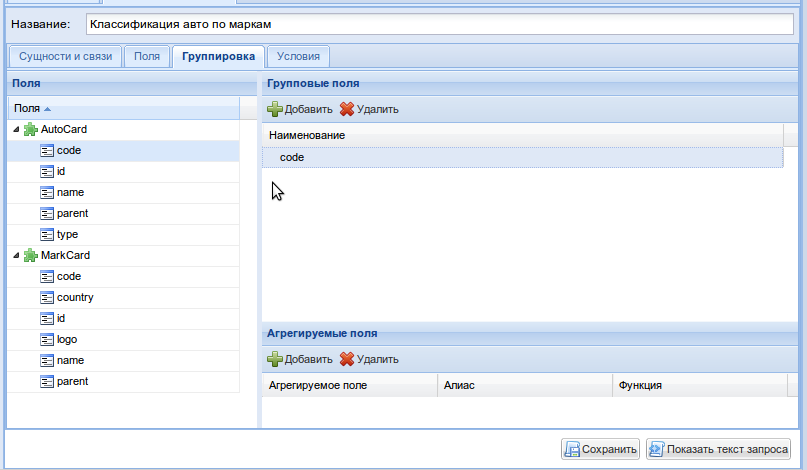 Название: Классификация авто по маркам
Сущности и связи Поля Группировка Условия
Поля
Поля
AutoCard
code
id
name
parent
type
MarkCard
code
country
id
logo
name
parent
Групповые поля
Добавить Удалить
Наименование
code
Агрегируемые поля
Добавить Удалить
Агрегируемое поле Алиас Функция
Сохранить Показать текст запроса